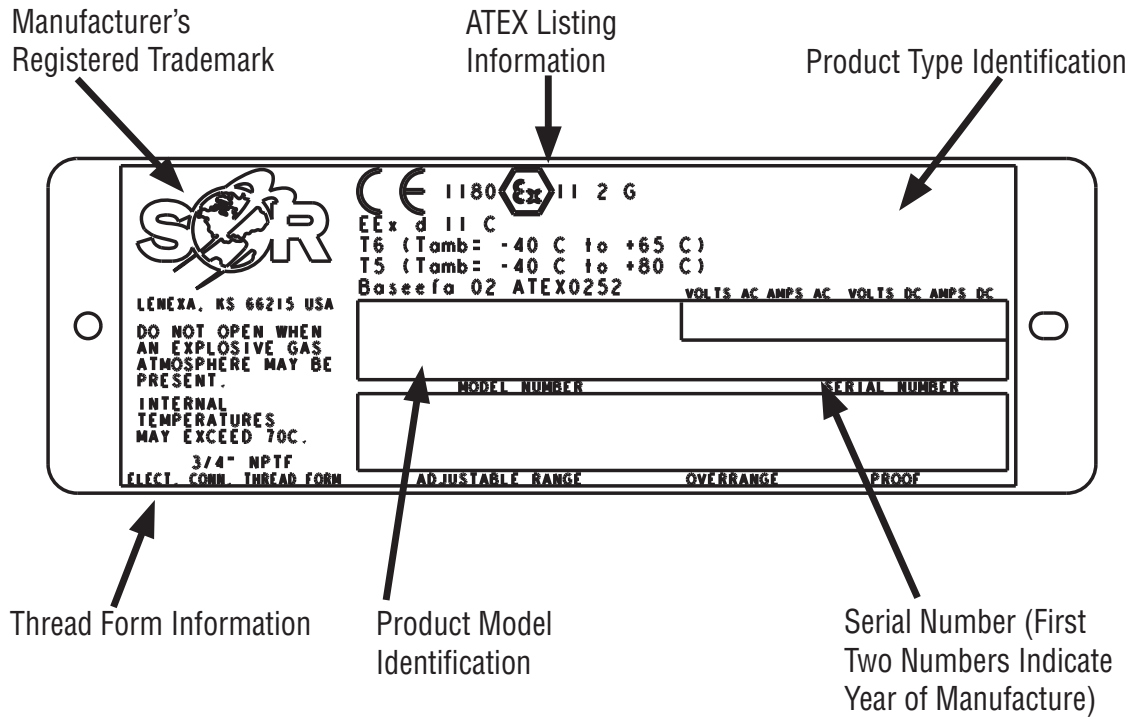 Manufacturer's
Registered Trademark
ATEX Listing
Information
Product Type Identification
SOR
CE 1180 Ex II 2 G
EEx d II C
T6 (Tamb= -40 C to +65 C)
T5 (Tamb= -40 C to +80 C)
Baseefa 02 ATEX0252
LENEXA, KS 66215 USA
VOLTS AC AMPS AC VOLTS DC AMPS DC
DO NOT OPEN WHEN
AN EXPLOSIVE GAS
ATMOSPHERE MAY BE
PRESENT.
MODEL NUMBER
SERIAL NUMBER
INTERNAL
TEMPERATURES
MAY EXCEED 70C.
3/4" NPTF
ELECT. CONN. THREAD FORM
ADJUSTABLE RANGE
OVERRANGE
PROOF
Thread Form Information
Product Model
Identification
Serial Number (First
Two Numbers Indicate
Year of Manufacture)